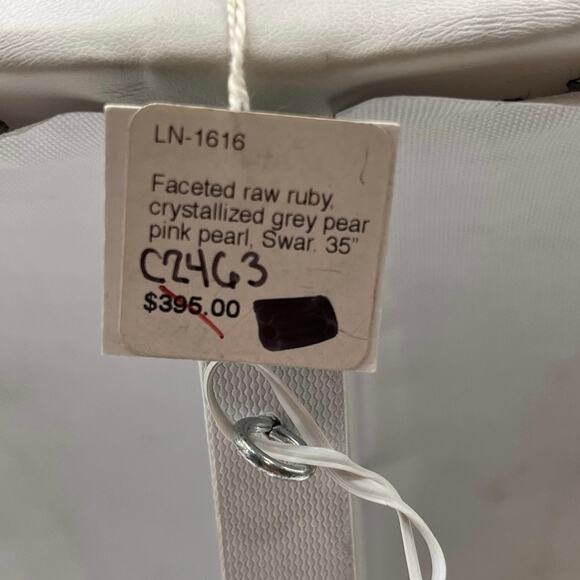 LN-1616
Faceted raw ruby,
crystallized grey pear
pink pearl, Swar. 35"
C2463
$395.00